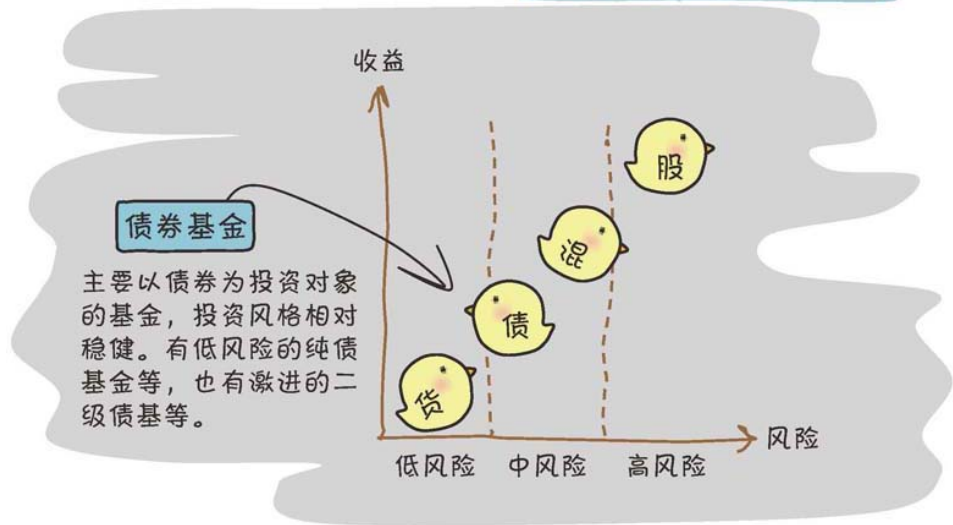 收益
股
债券基金
混
主要以债券为投资对象
的基金，投资风格相对
稳健。有低风险的纯债
基金等，也有激进的二
级债基等。
债
货
风险
低风险 中风险 高风险